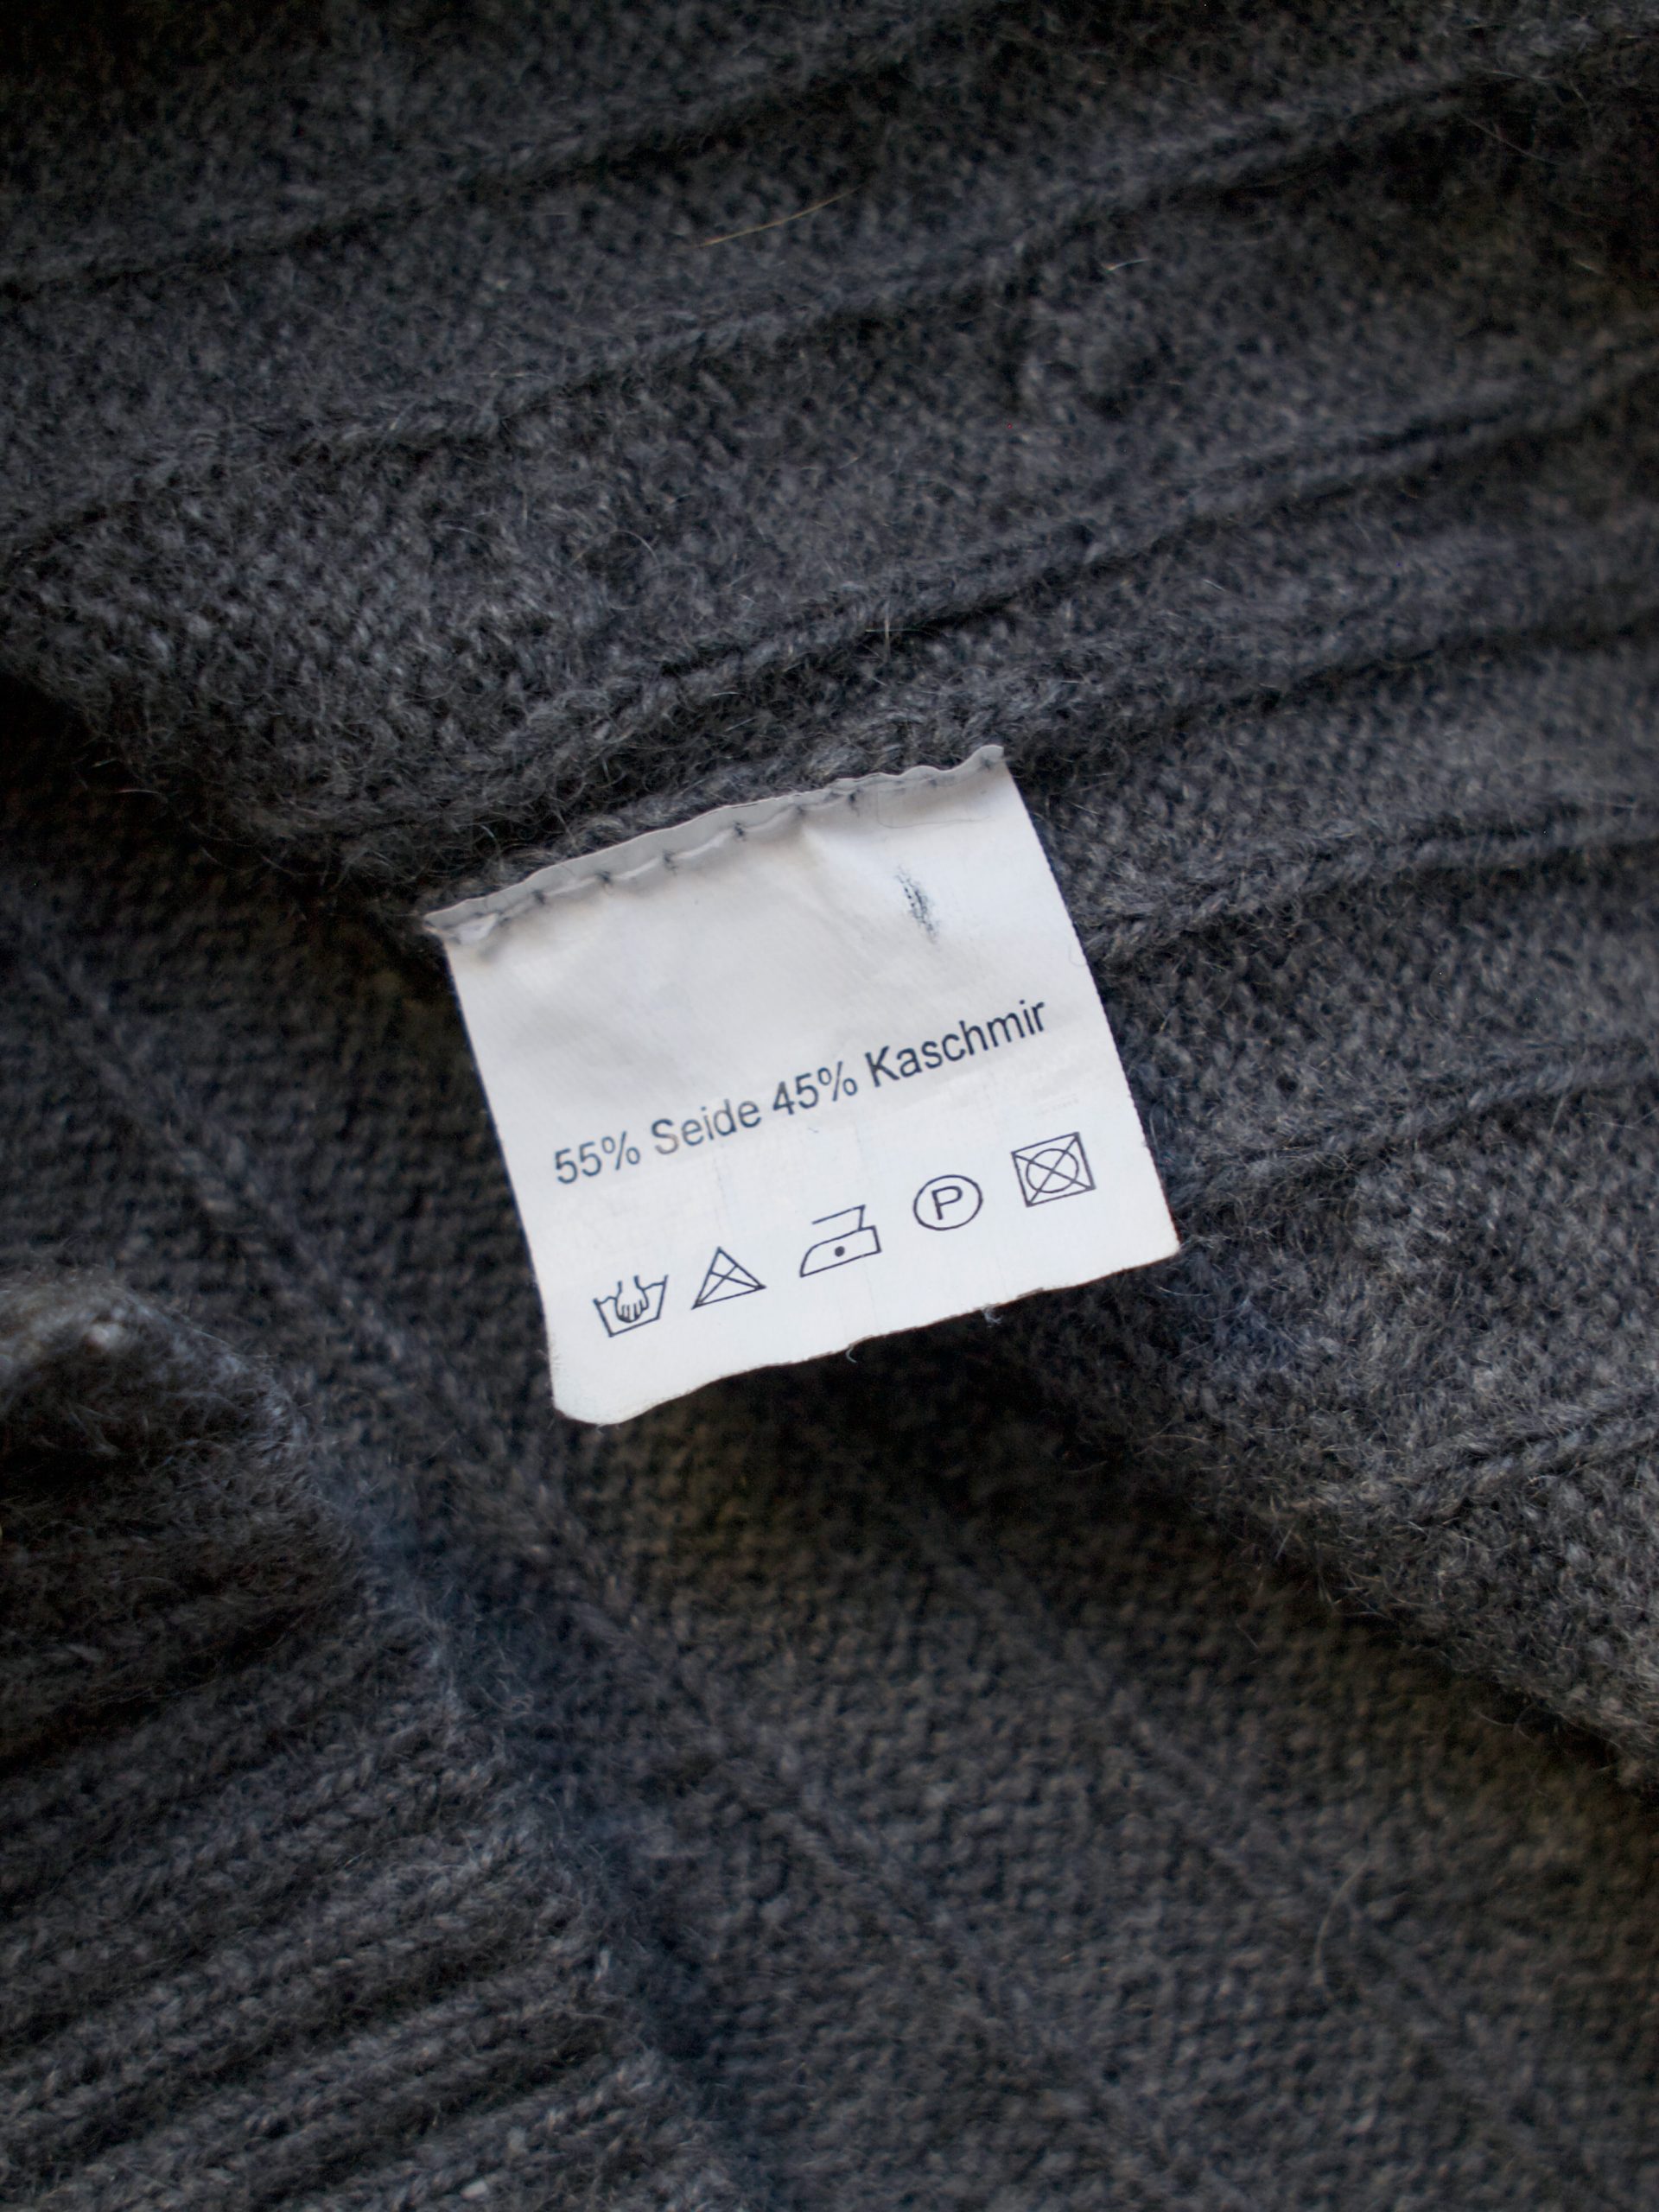 55% Seide 45% Kaschmir
P